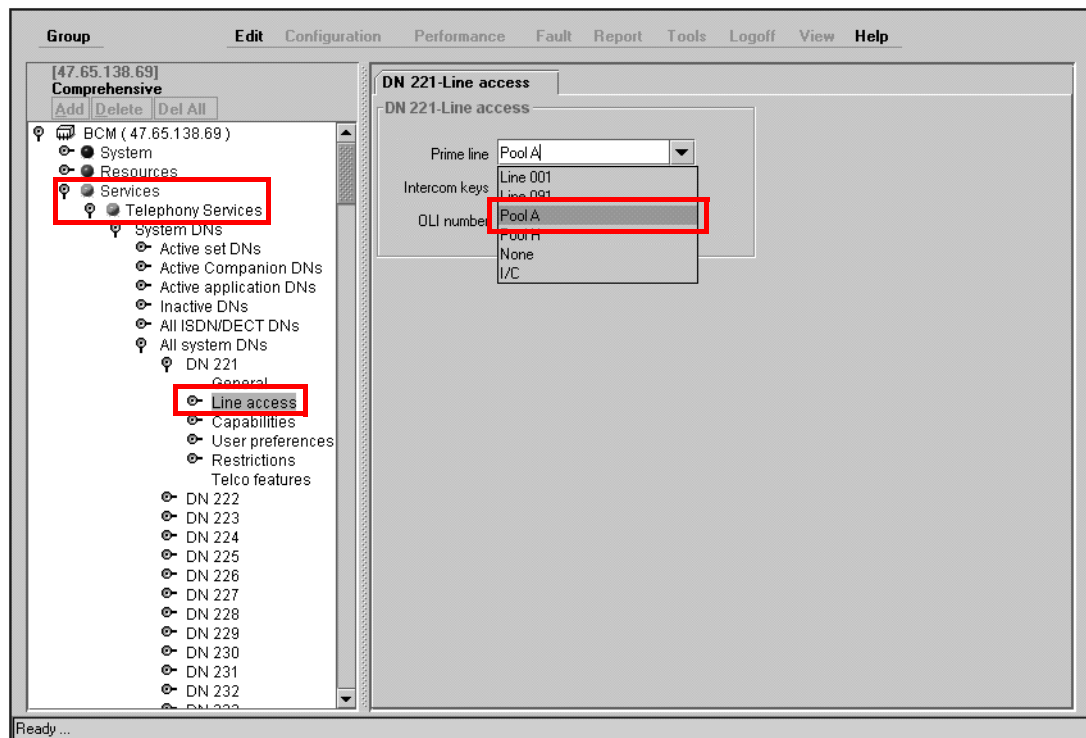 Group Edit Configuration Performance Fault Report Tools Logoff View Help
[47.65.138.69]
Comprehensive
Add Delete Del All
BCM ( 47.65.138.69 )
System
Resources
Services
Telephony Services
System DNs
Active set DNs
Active Companion DNs
Active application DNs
Inactive DNs
All ISDN/DECT DNs
All system DNs
DN 221
General
Line access
Capabilities
User preferences
Restrictions
Telco features
DN 222
DN 223
DN 224
DN 225
DN 226
DN 227
DN 228
DN 229
DN 230
DN 231
DN 232
DN 233
DN 221-Line access
DN 221-Line access
Prime line Pool A
Intercom keys
OLI number
Line 001
Line 091
Pool A
Pool H
None
I/C
Ready ...